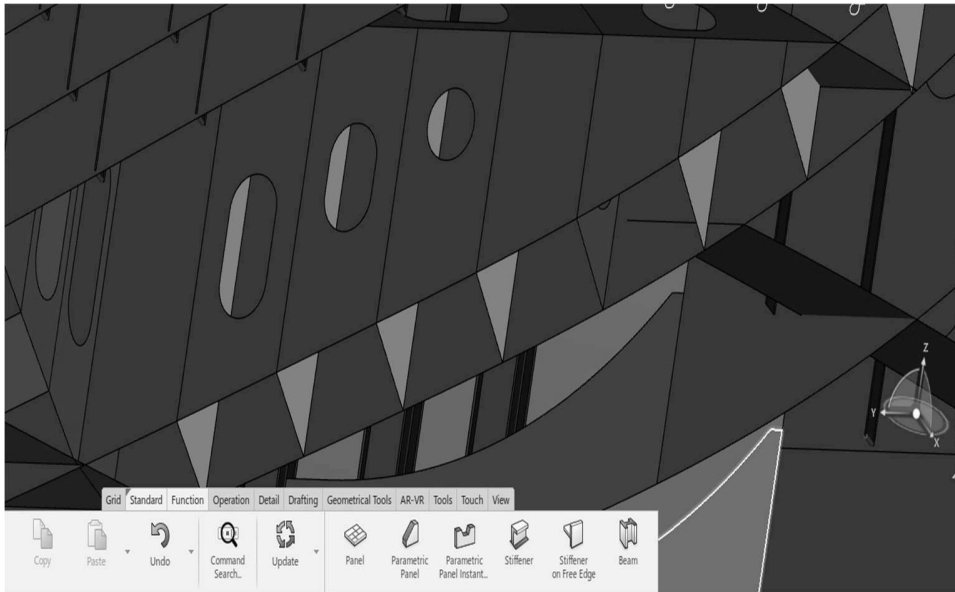 Z
Y
X
Grid Standard Function Operation Detail Drafting Geometrical Tools AR-VR Tools Touch View
Copy Paste Undo Command Search... Update Panel Parametric Panel Parametric Panel Instant... Stiffener Stiffener on Free Edge Beam